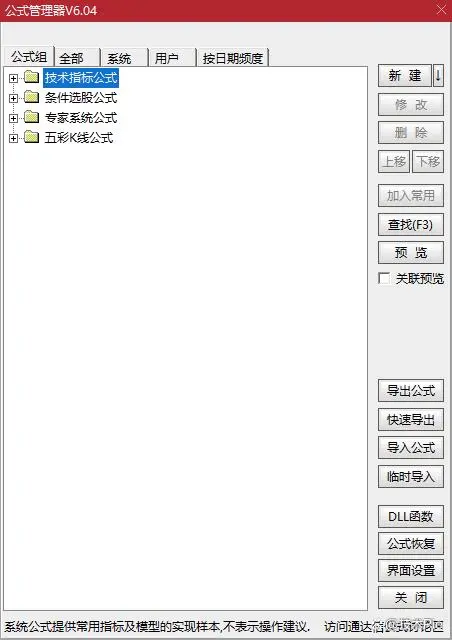 公式管理器V6.04
公式组 全部 系统 用户 按日期频度
技术指标公式
条件选股公式
专家系统公式
五彩K线公式
新 建 ↓
修 改
删 除
上移 下移
加入常用
查找(F3)
预 览
关联预览
导出公式
快速导出
导入公式
临时导入
DLL函数
公式恢复
界面设置
关 闭
系统公式提供常用指标及模型的实现样本,不表示操作建议. 访问通达信